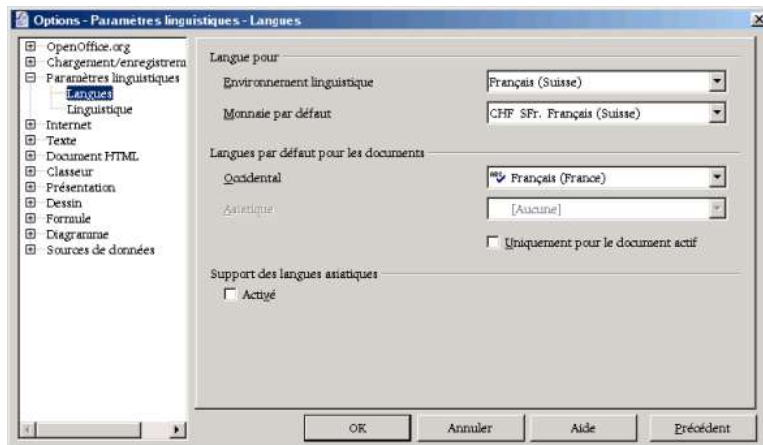 Options - Paramètres linguistiques - Langues
OpenOffice.org
Chargement/enregistrem
Paramètres linguistiques
Langues
Linguistique
Internet
Texte
Document HTML
Classeur
Présentation
Dessin
Formule
Diagramme
Sources de données
Langue pour
Environnement linguistique
Français (Suisse)
Monnaie par défaut
CHF SFr. Français (Suisse)
Langues par défaut pour les documents
Occidental
Français (France)
Asiatique
[Aucune]
Uniquement pour le document actif
Support des langues asiatiques
Activé
OK
Annuler
Aide
Précédent